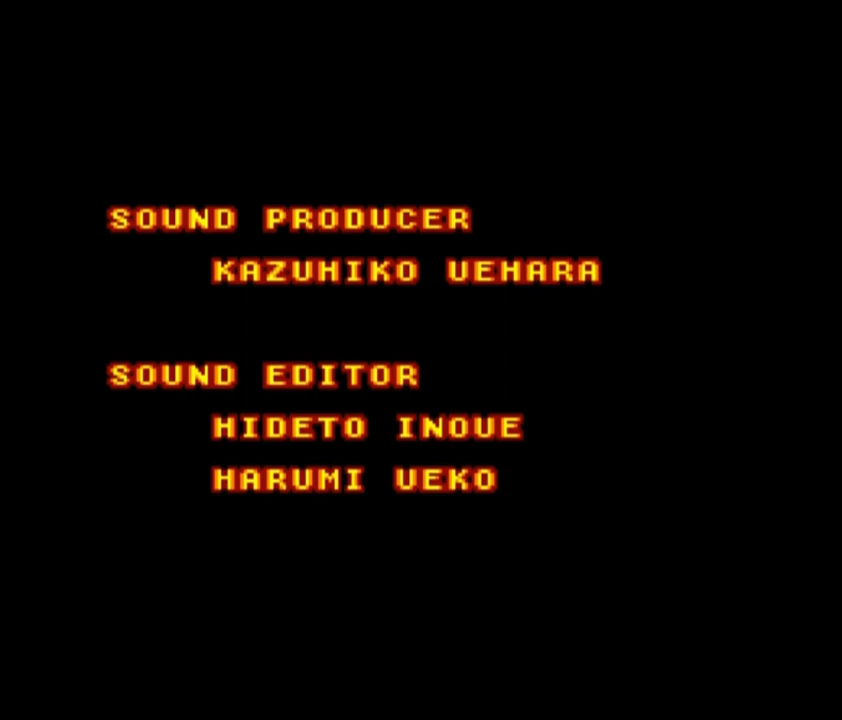 SOUND PRODUCER
KAZUHIKO UEHARA
SOUND EDITOR
HIDETO INOUE
HARUMI UEKO